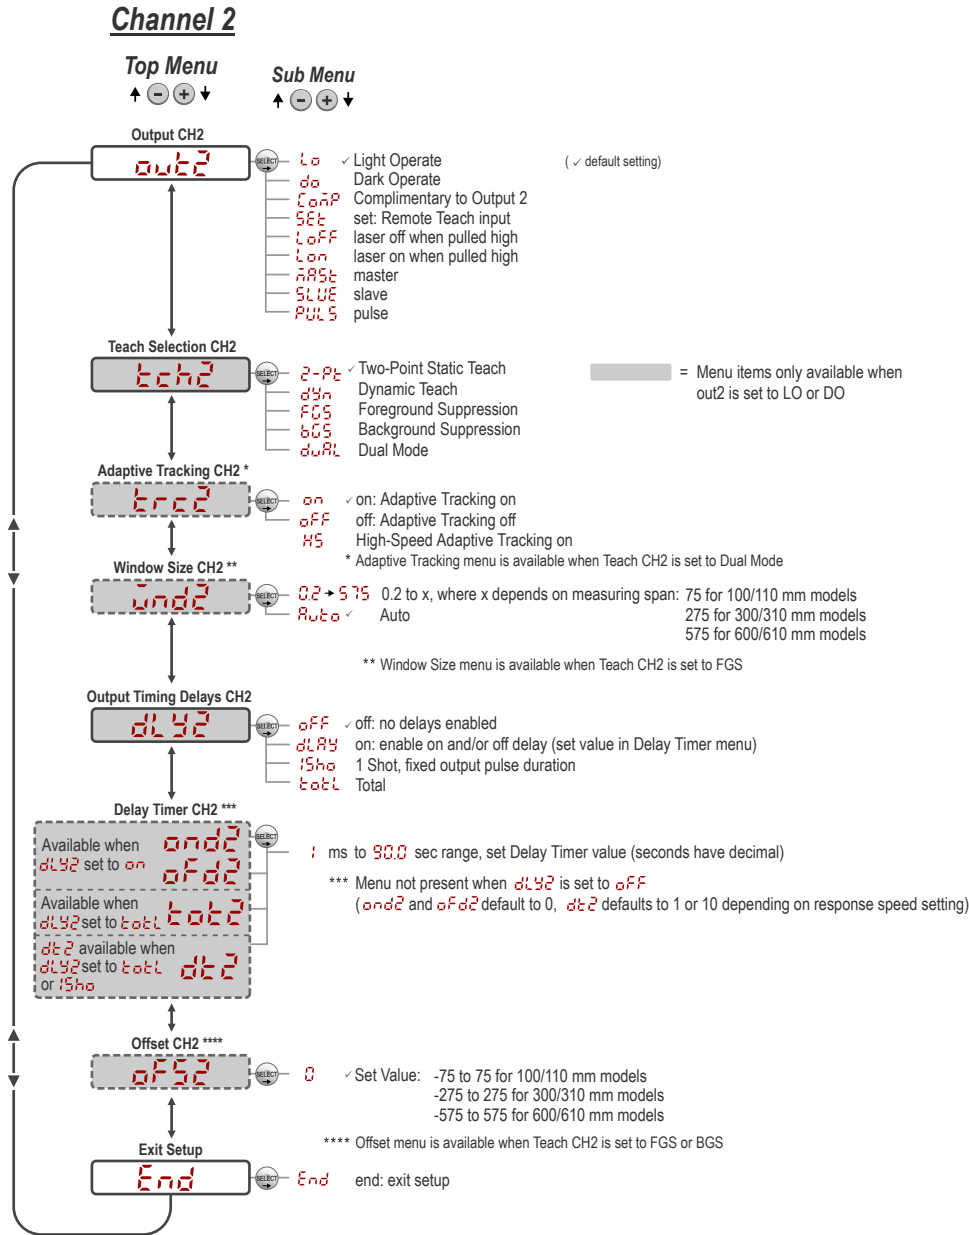 Channel 2
Top Menu
Sub Menu
Output CH2
out2
SELECT
Lo ✓ Light Operate
( ✓ default setting)
do Dark Operate
Comp Complimentary to Output 2
SEt set: Remote Teach input
LoFF laser off when pulled high
Lon laser on when pulled high
mASt master
SLVE slave
PULS pulse
Teach Selection CH2
tch2
SELECT
2-Pt ✓ Two-Point Static Teach
dyn Dynamic Teach
FGS Foreground Suppression
bGS Background Suppression
duAL Dual Mode
= Menu items only available when
out2 is set to LO or DO
Adaptive Tracking CH2 *
trc2
SELECT
on ✓ on: Adaptive Tracking on
oFF off: Adaptive Tracking off
HS High-Speed Adaptive Tracking on
* Adaptive Tracking menu is available when Teach CH2 is set to Dual Mode
Window Size CH2 **
wnd2
SELECT
0.2 → 575 0.2 to x, where x depends on measuring span: 75 for 100/110 mm models
Auto ✓ Auto
275 for 300/310 mm models
575 for 600/610 mm models
** Window Size menu is available when Teach CH2 is set to FGS
Output Timing Delays CH2
dLY2
SELECT
oFF ✓ off: no delays enabled
dLAY on: enable on and/or off delay (set value in Delay Timer menu)
1Sho 1 Shot, fixed output pulse duration
totL Total
Delay Timer CH2 ***
Available when
dLY2 set to on
ond2
oFd2
SELECT
1 ms to 90.0 sec range, set Delay Timer value (seconds have decimal)
*** Menu not present when dLY2 is set to oFF
( ond2 and oFd2 default to 0, dt2 defaults to 1 or 10 depending on response speed setting)
Available when
dLY2 set to totL
tot2
dt2 available when
dLY2 set to totL
or 1Sho
dt2
Offset CH2 ****
oFS2
SELECT
0 ✓ Set Value: -75 to 75 for 100/110 mm models
-275 to 275 for 300/310 mm models
-575 to 575 for 600/610 mm models
**** Offset menu is available when Teach CH2 is set to FGS or BGS
Exit Setup
End
SELECT
End end: exit setup